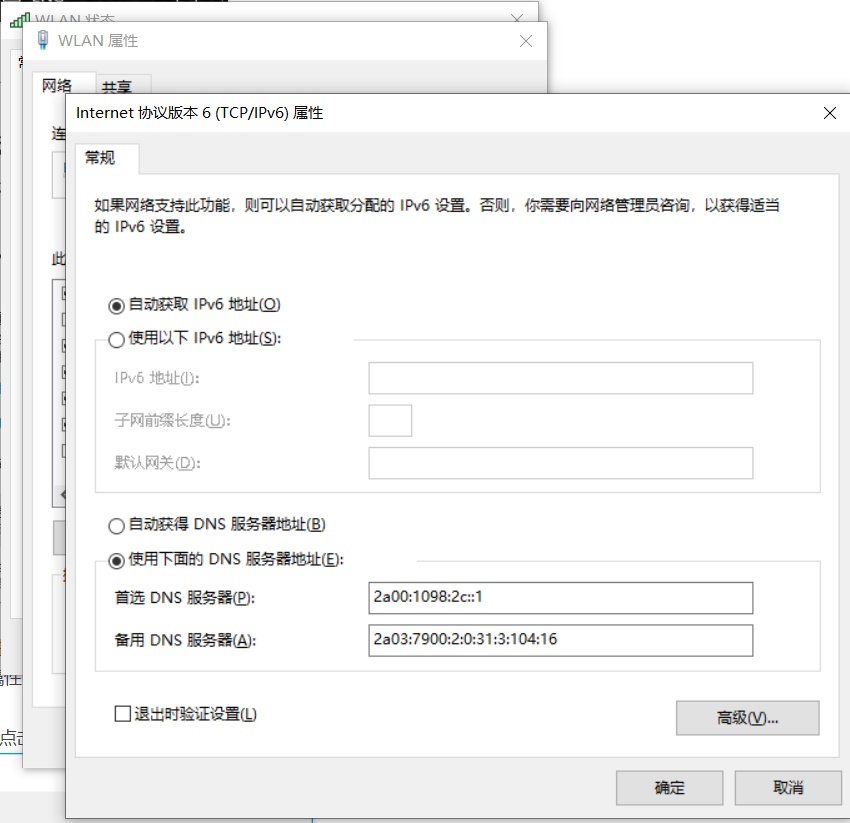 WLAN 状态
WLAN 属性
网络
共享
Internet 协议版本 6 (TCP/IPv6) 属性
连
常规
如果网络支持此功能，则可以自动获取分配的 IPv6 设置。否则，你需要向网络管理员咨询，以获得适当
的 IPv6 设置。
此
自动获取 IPv6 地址(O)
使用以下 IPv6 地址(S):
IPv6 地址(I):
子网前缀长度(U):
默认网关(D):
自动获得 DNS 服务器地址(B)
使用下面的 DNS 服务器地址(E):
首选 DNS 服务器(P):
2a00:1098:2c::1
备用 DNS 服务器(A):
2a03:7900:2:0:31:3:104:16
属性
退出时验证设置(L)
高级(V)...
点击
确定
取消